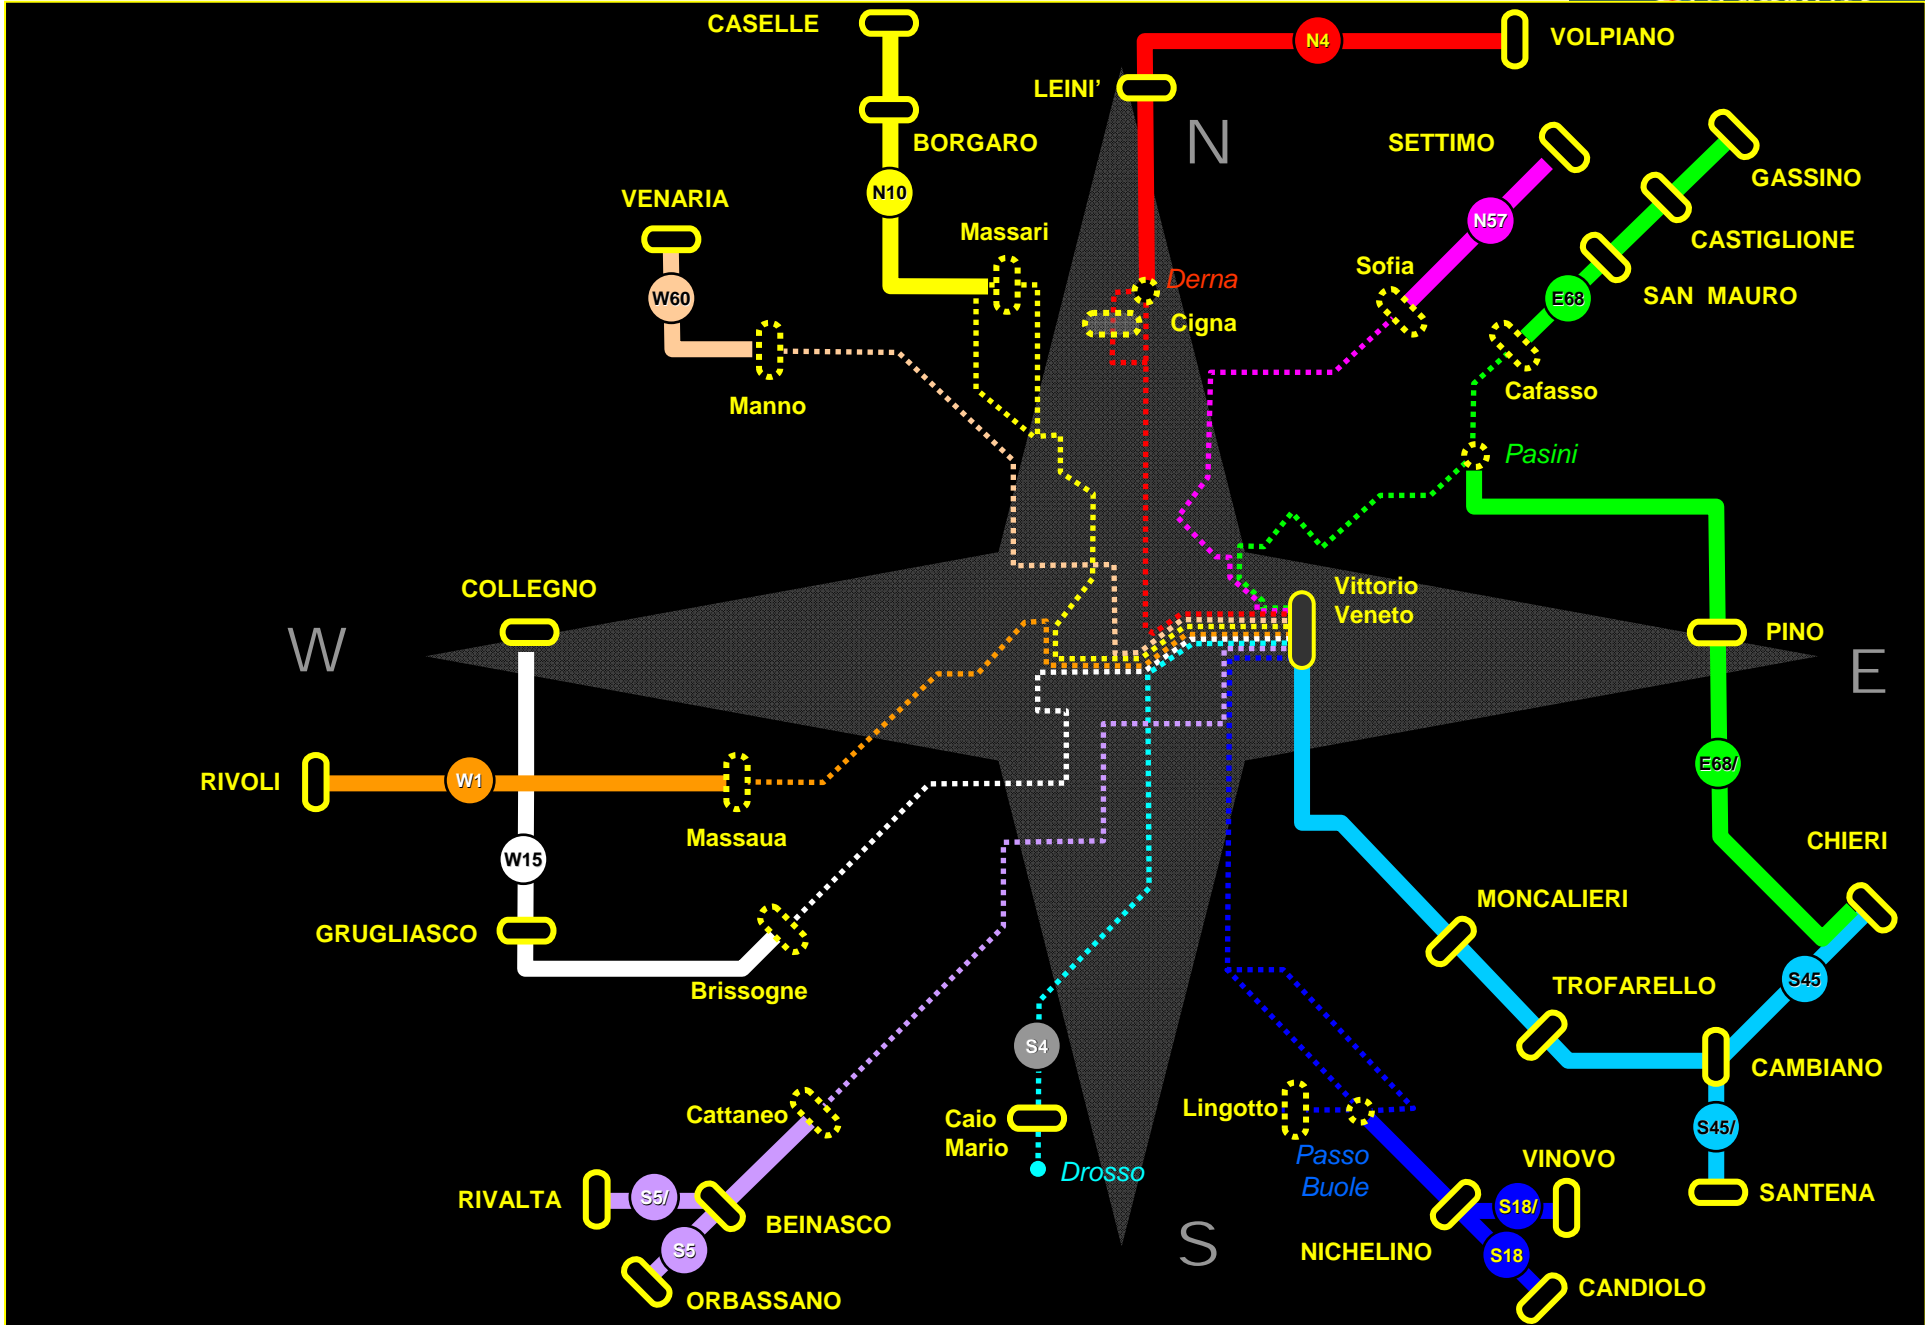 CASELLE
N4
VOLPIANO
LEINI’
N
BORGARO
SETTIMO
GASSINO
N10
VENARIA
N57
Massari
CASTIGLIONE
Sofia
Derna
W60
E68
SAN MAURO
Cigna
Manno
Cafasso
Pasini
COLLEGNO
Vittorio
Veneto
W
PINO
E
RIVOLI
W1
E68/
Massaua
CHIERI
W15
MONCALIERI
GRUGLIASCO
Brissogne
S45
TROFARELLO
S4
CAMBIANO
Cattaneo
Caio
Mario
Lingotto
S45/
Passo
Buole
VINOVO
Drosso
RIVALTA
S5/
BEINASCO
S18/
SANTENA
S
S5
NICHELINO
S18
ORBASSANO
CANDIOLO